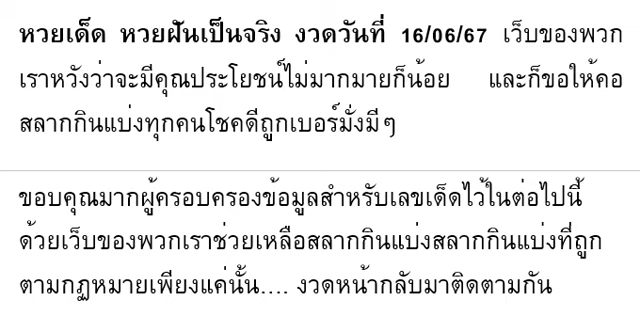 หวยเด็ด หวยฝันเป็นจริง งวดวันที่ 16/06/67 เว็บของพวก
เราหวังว่าจะมีคุณประโยชน์ไม่มากมายก็น้อย และก็ขอให้คอ
สลากกินแบ่งทุกคนโชคดีถูกเบอร์มั่งมีๆ
ขอบคุณมากผู้ครอบครองข้อมูลสำหรับเลขเด็ดไว้ในต่อไปนี้
ด้วยเว็บของพวกเราช่วยเหลือสลากกินแบ่งสลากกินแบ่งที่ถูก
ตามกฏหมายเพียงแค่นั้น.... งวดหน้ากลับมาติดตามกัน